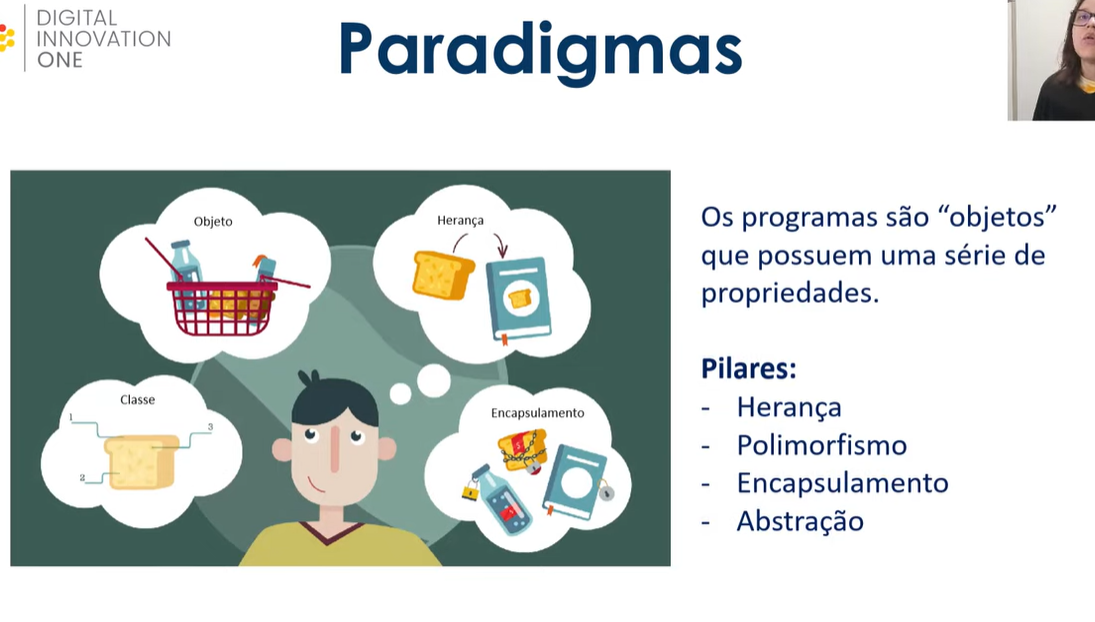 DIGITAL
INNOVATION
ONE
Paradigmas
Objeto
Herança
Classe
1
3
2
Encapsulamento
Os programas são “objetos”
que possuem uma série de
propriedades.
Pilares:
- Herança
- Polimorfismo
- Encapsulamento
- Abstração